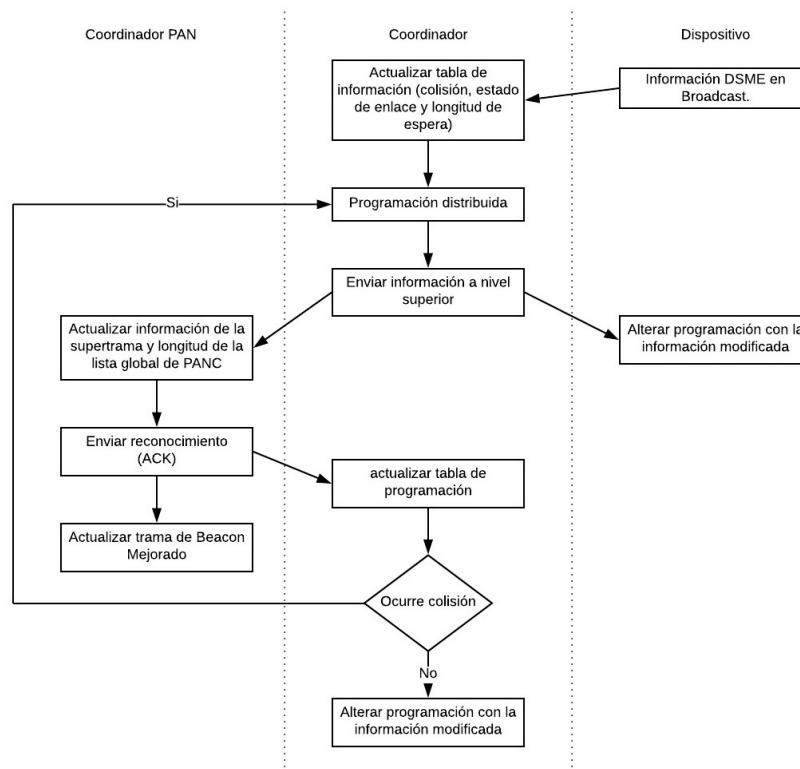 Coordinador PAN
Coordinador
Dispositivo
Actualizar tabla de
información (colisión, estado
de enlace y longitud de
espera)
Información DSME en
Broadcast.
Si
Programación distribuida
Enviar información a nivel
superior
Actualizar información de la
supertrama y longitud de la
lista global de PANC
Alterar programación con la
información modificada
Enviar reconocimiento
(ACK)
actualizar tabla de
programación
Actualizar trama de Beacon
Mejorado
Ocurre colisión
No
Alterar programación con la
información modificada